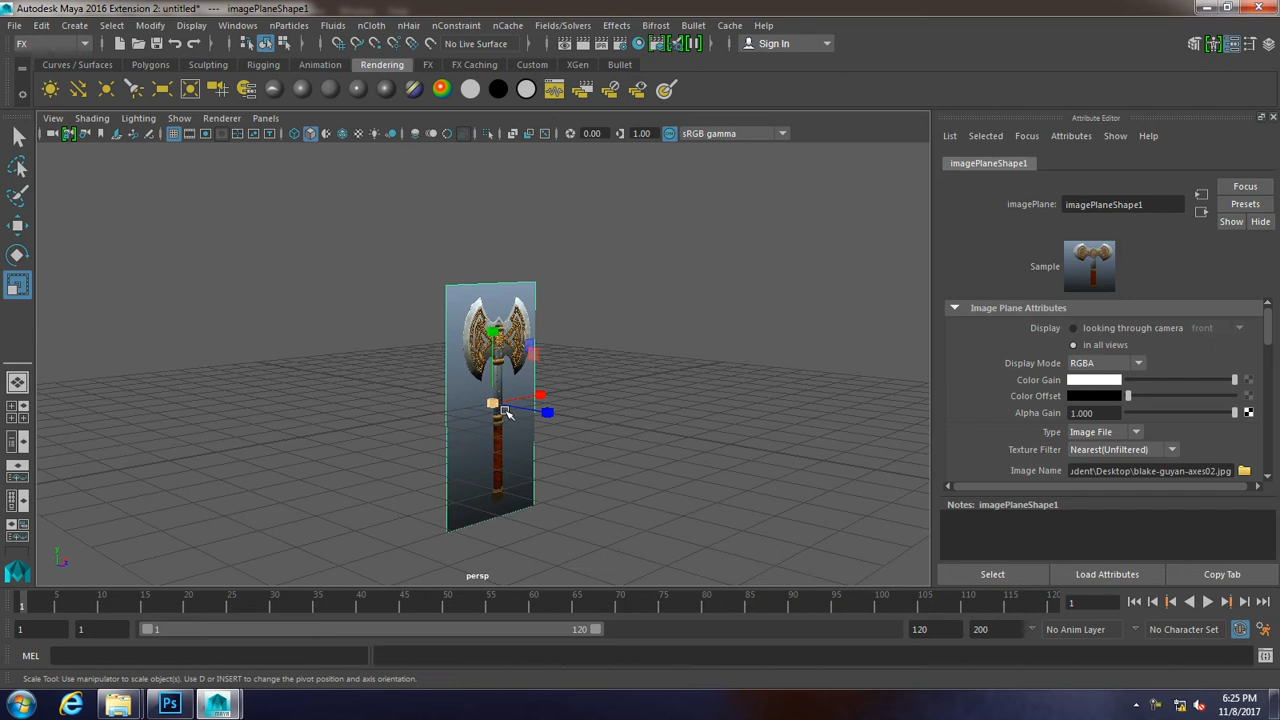 Autodesk Maya 2016 Extension 2: untitled* --- imagePlaneShape1
File Edit Create Select Modify Display Windows nParticles Fluids nCloth nHair nConstraint nCache Fields/Solvers Effects Bifrost Bullet Cache Help
FX No Live Surface Sign In
Curves / Surfaces Polygons Sculpting Rigging Animation Rendering FX FX Caching Custom XGen Bullet
View Shading Lighting Show Renderer Panels
0.00 1.00 sRGB gamma
Attribute Editor
List Selected Focus Attributes Show Help
imagePlaneShape1
Focus
imagePlane: imagePlaneShape1 Presets
Show Hide
Sample
Image Plane Attributes
Display looking through camera front
in all views
Display Mode RGBA
Color Gain
Color Offset
Alpha Gain 1.000
Type Image File
Texture Filter Nearest(Unfiltered)
Image Name udent\Desktop\blake-guyan-axes02.jpg
Notes: imagePlaneShape1
Select Load Attributes Copy Tab
persp
1 5 10 15 20 25 30 35 40 45 50 55 60 65 70 75 80 85 90 95 100 105 110 115 120 1
1 1 1 120 120 200 No Anim Layer No Character Set
MEL
Scale Tool: Use manipulator to scale object(s). Use D or INSERT to change the pivot position and axis orientation.
Ps MAYA 6:25 PM
11/8/2017